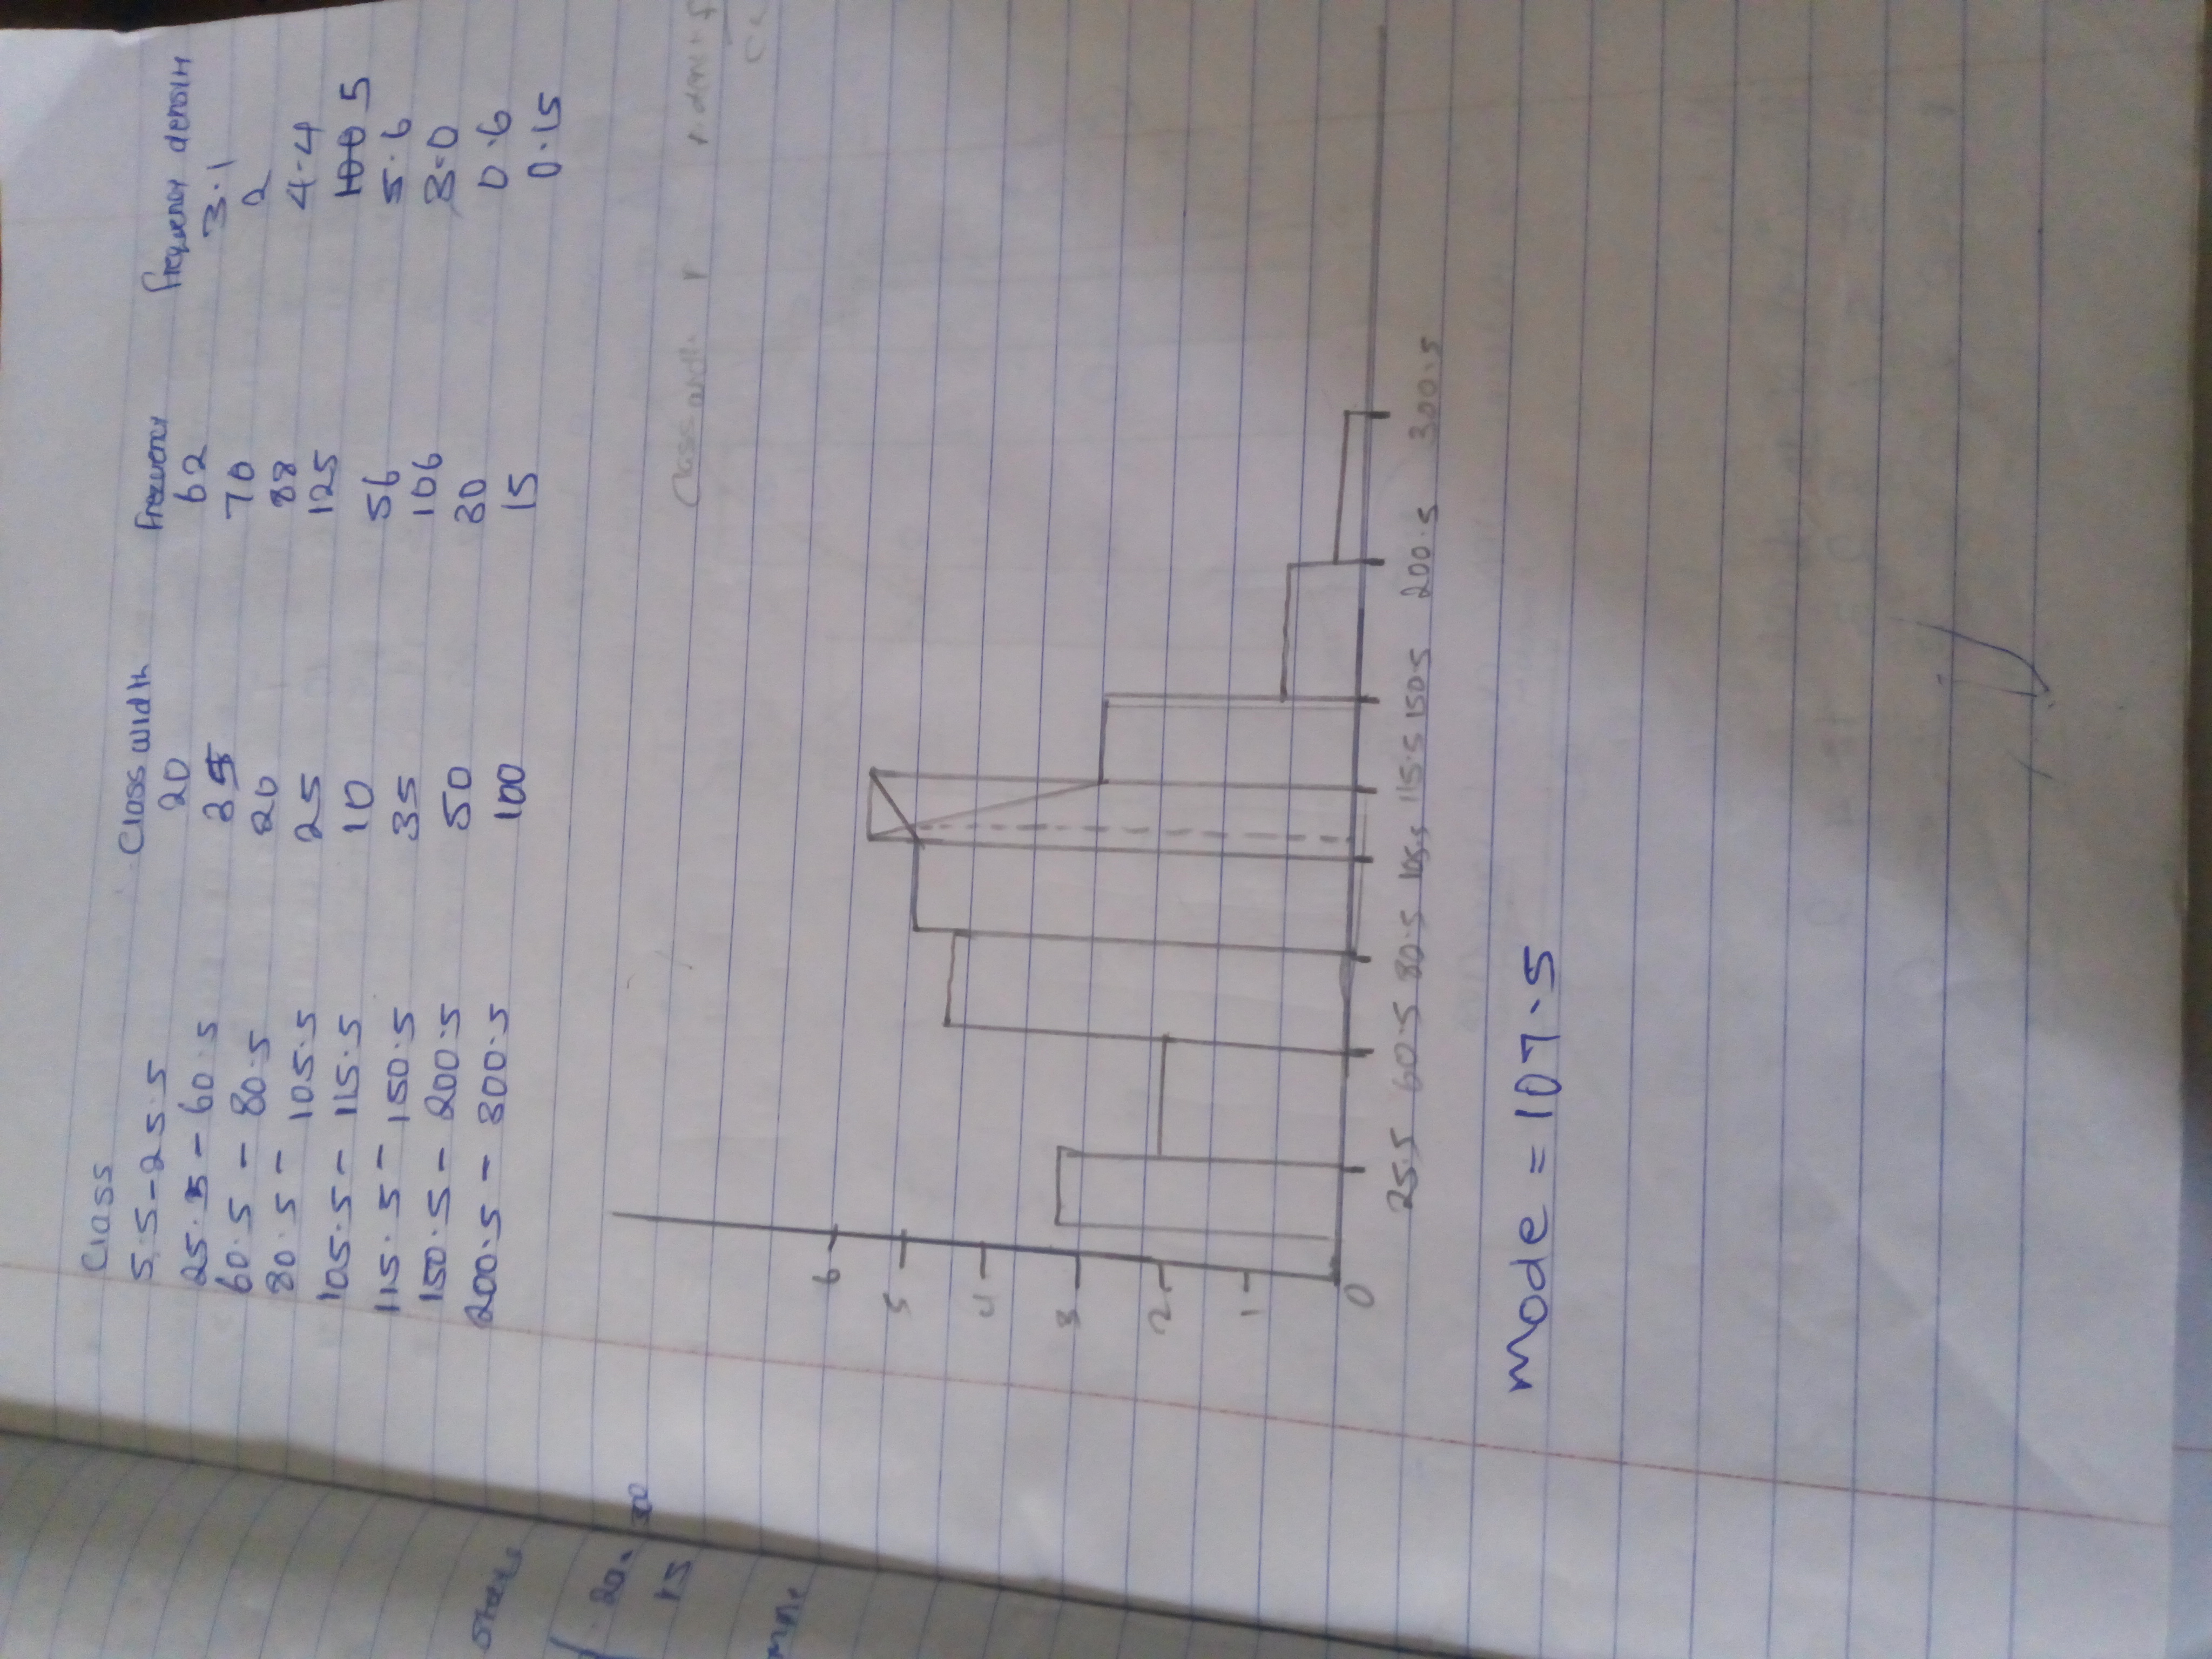 Class Class width Frequency frequency density
5.5-25.5 20 62 3.1
25.5-60.5 35 70 2
60.5-80.5 20 88 4.4
80.5-105.5 25 125 100 5
105.5-115.5 10 56 5.6
115.5-150.5 35 106 3.0
150.5-200.5 50 30 0.6
200.5-300.5 100 15 0.15
20
300
15
Class width
6
5
4
3
2
1
0
25.5 60.5 80.5 105.5 115.5 150.5 200.5 300.5
Mode = 107.5